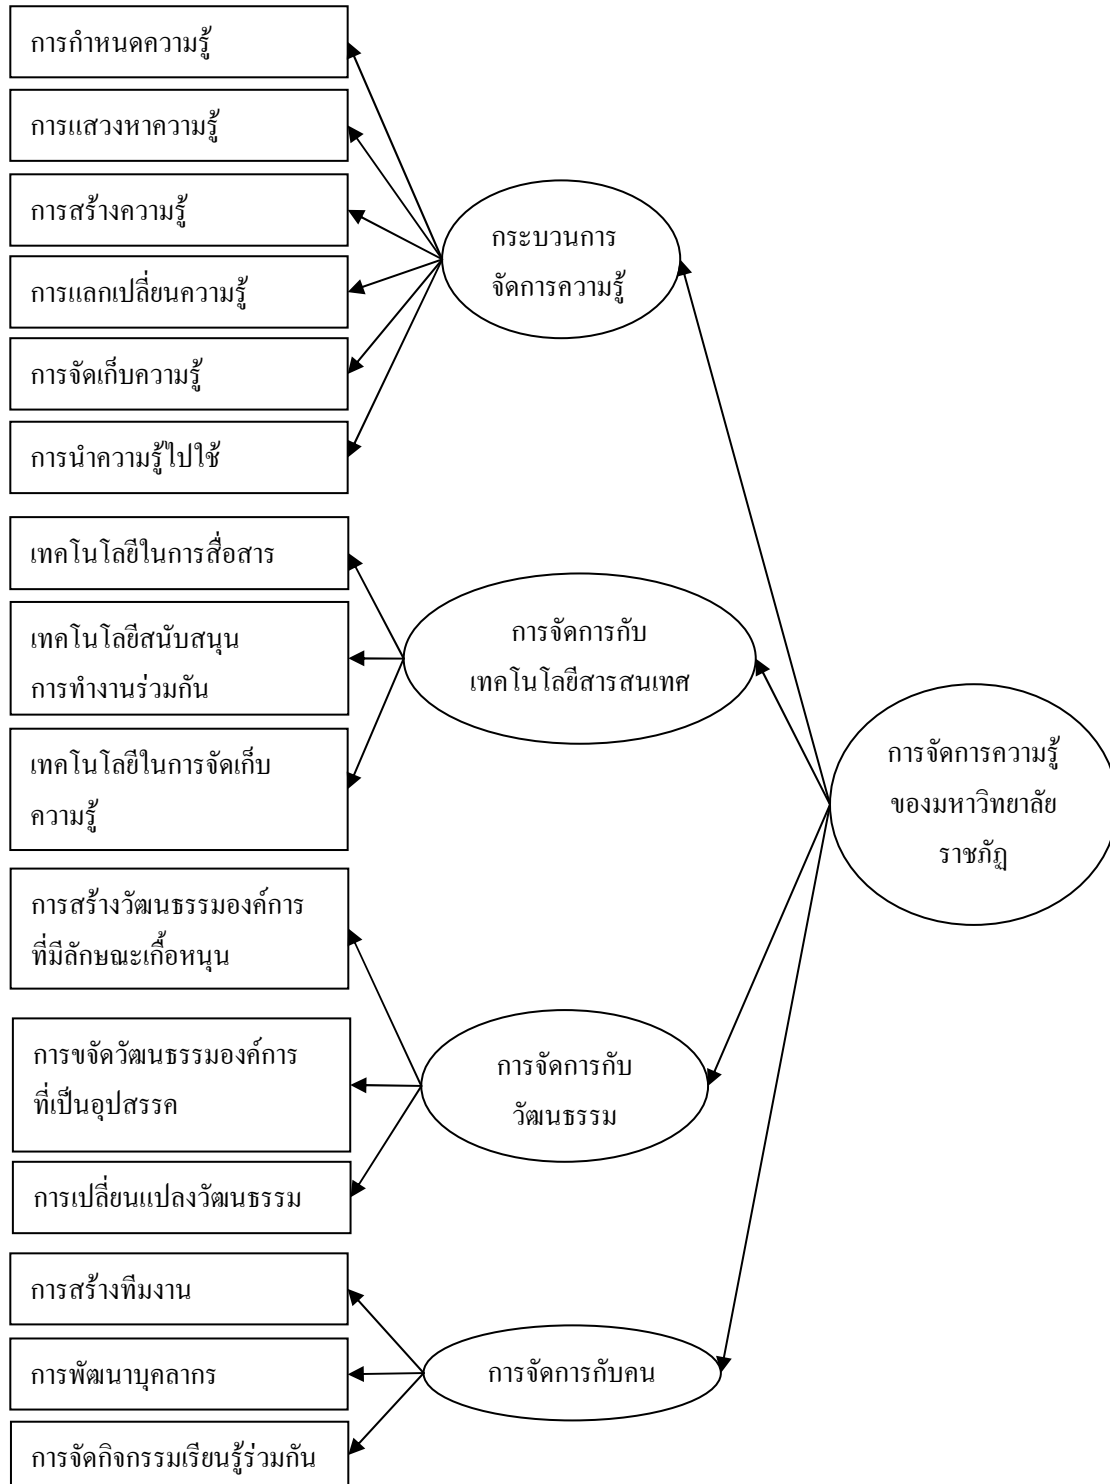 การกำหนดความรู้
การแสวงหาความรู้
การสร้างความรู้
การแลกเปลี่ยนความรู้
การจัดเก็บความรู้
การนำความรู้ไปใช้
กระบวนการ
จัดการความรู้
เทคโนโลยีในการสื่อสาร
เทคโนโลยีสนับสนุน
การทำงานร่วมกัน
เทคโนโลยีในการจัดเก็บ
ความรู้
การจัดการกับ
เทคโนโลยีสารสนเทศ
การจัดการความรู้
ของมหาวิทยาลัย
ราชภัฏ
การสร้างวัฒนธรรมองค์การ
ที่มีลักษณะเกื้อหนุน
การขจัดวัฒนธรรมองค์การ
ที่เป็นอุปสรรค
การเปลี่ยนแปลงวัฒนธรรม
การจัดการกับ
วัฒนธรรม
การสร้างทีมงาน
การพัฒนาบุคลากร
การจัดกิจกรรมเรียนรู้ร่วมกัน
การจัดการกับคน